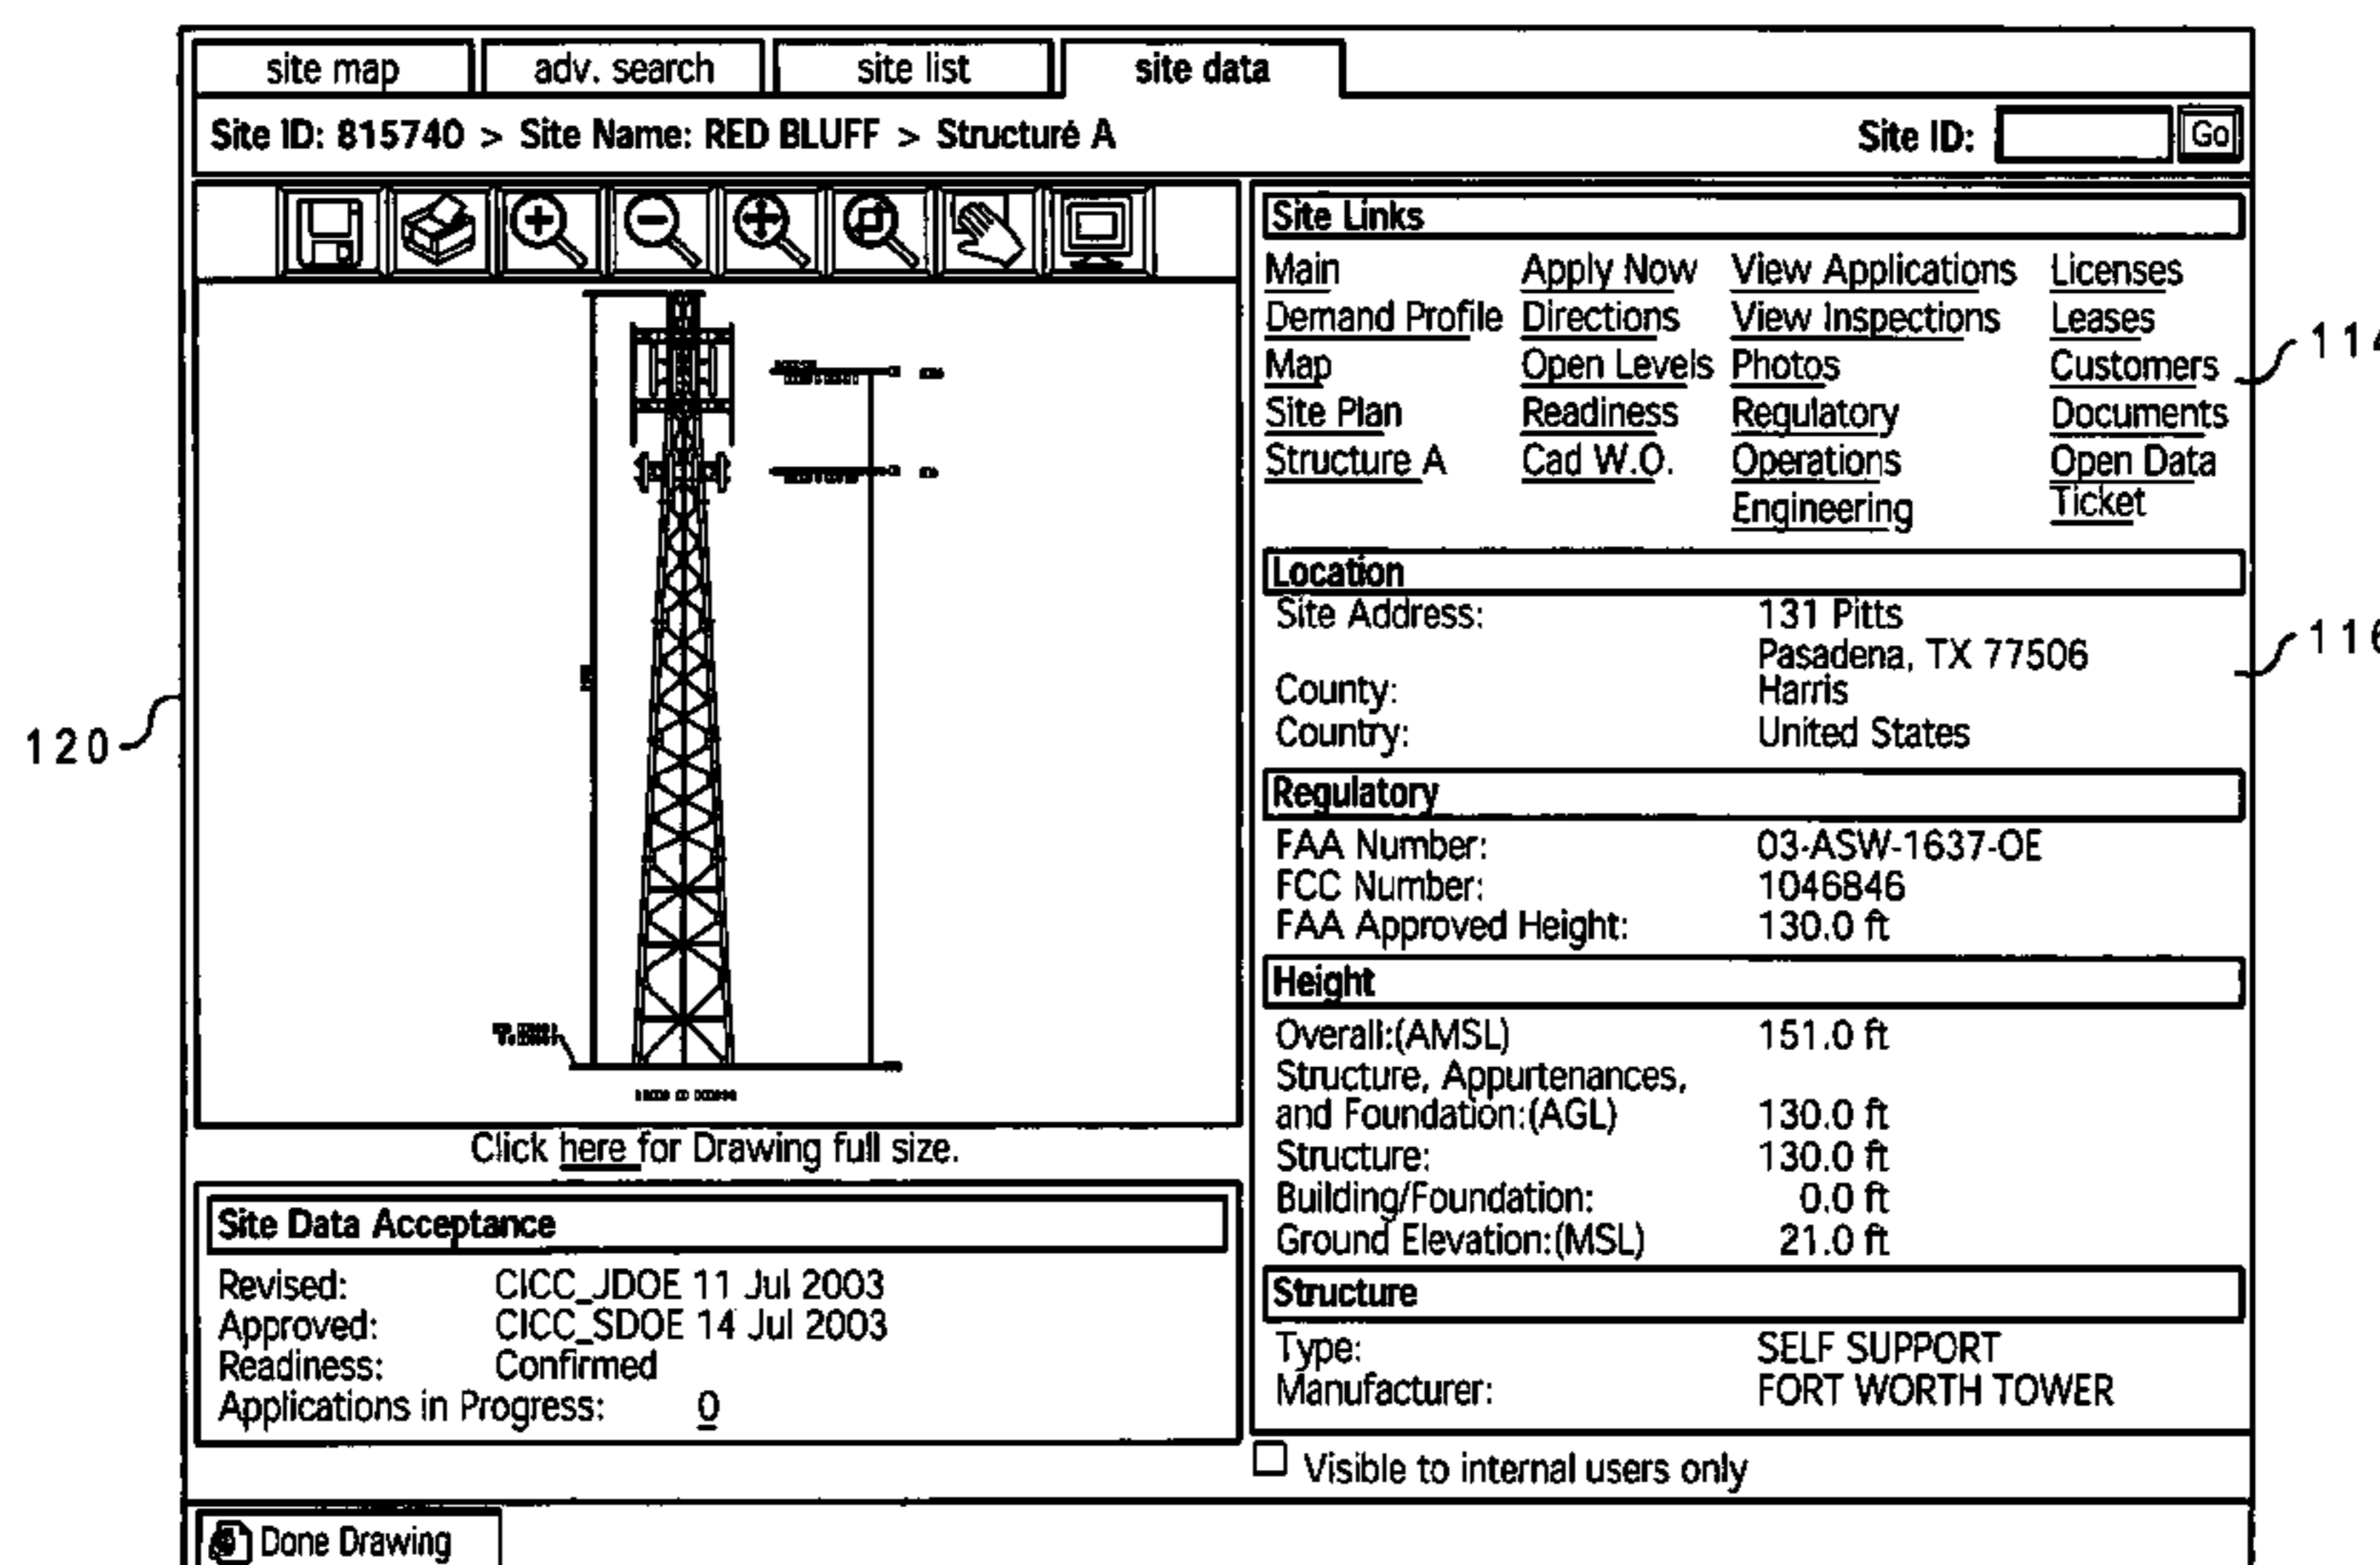 site map adv. search site list site data
Site ID: 815740 > Site Name: RED BLUFF > Structure A Site ID: Go
Site Links
Main Apply Now View Applications Licenses
Demand Profile Directions View Inspections Leases
Map Open Levels Photos Customers
Site Plan Readiness Regulatory Documents
Structure A Cad W.O. Operations Open Data
Engineering Ticket
114
Location
Site Address: 131 Pitts
Pasadena, TX 77506
County: Harris
Country: United States
116
120
Regulatory
FAA Number: 03-ASW-1637-OE
FCC Number: 1046846
FAA Approved Height: 130.0 ft
Height
Overall:(AMSL) 151.0 ft
Structure, Appurtenances,
and Foundation:(AGL) 130.0 ft
Structure: 130.0 ft
Building/Foundation: 0.0 ft
Ground Elevation:(MSL) 21.0 ft
Structure
Type: SELF SUPPORT
Manufacturer: FORT WORTH TOWER
Visible to internal users only
Click here for Drawing full size.
Site Data Acceptance
Revised: CICC_JDOE 11 Jul 2003
Approved: CICC_SDOE 14 Jul 2003
Readiness: Confirmed
Applications in Progress: 0
Done Drawing